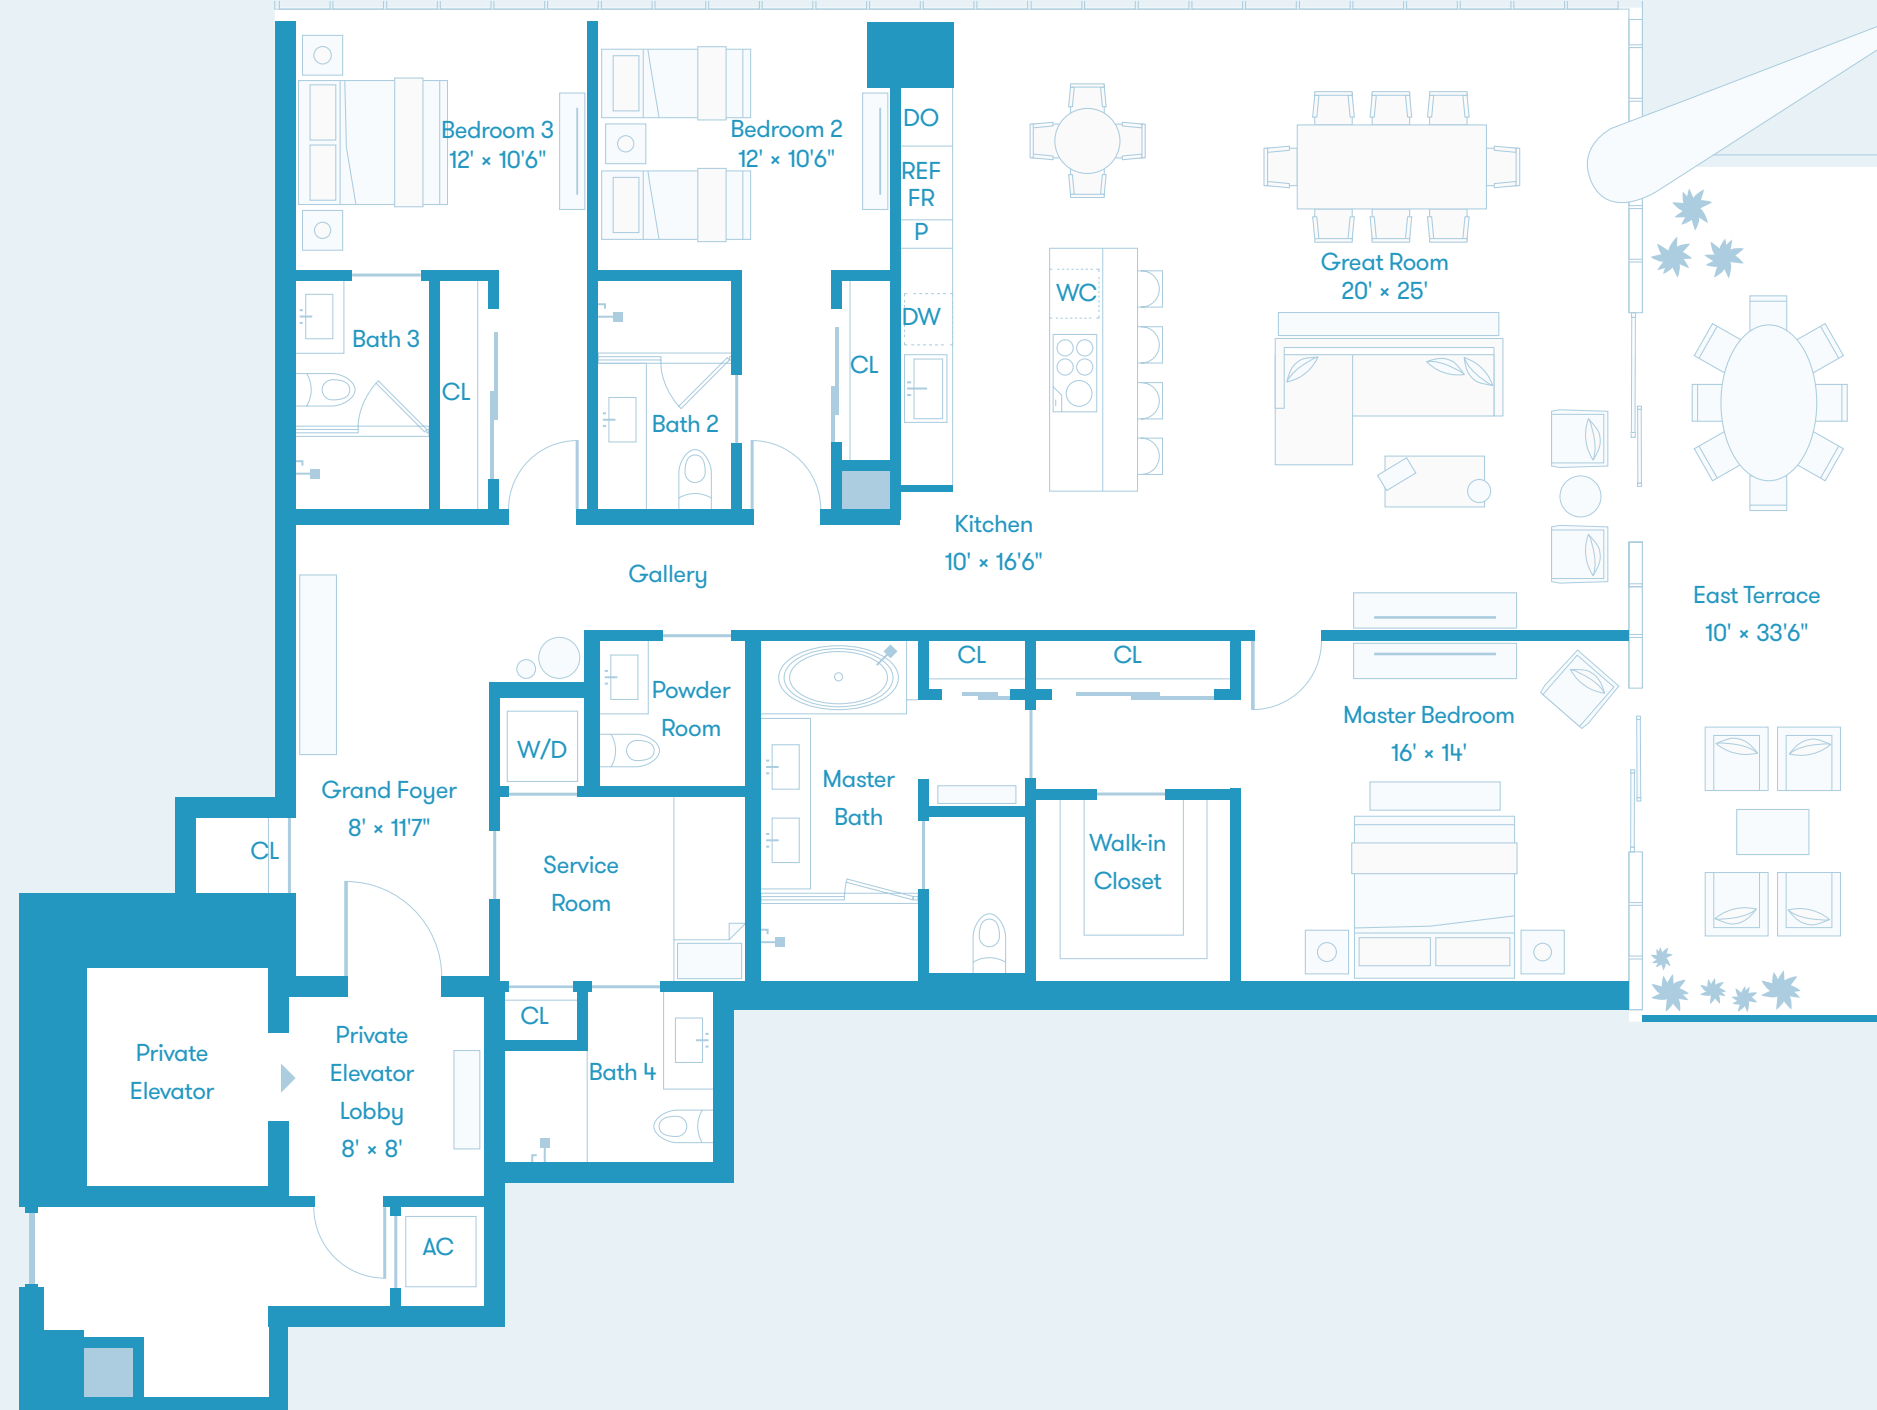 Bedroom 3
12' × 10'6"
Bedroom 2
12' × 10'6"
DO
REF
FR
P
DW
WC
Great Room
20' × 25'
Bath 3
CL
Bath 2
CL
Kitchen
10' × 16'6"
Gallery
East Terrace
10' × 33'6"
Powder
Room
CL
CL
W/D
Master Bedroom
16' × 14'
Grand Foyer
8' × 11'7"
Master
Bath
CL
Service
Room
Walk-in
Closet
CL
Private
Elevator
Private
Elevator
Lobby
8' × 8'
Bath 4
AC